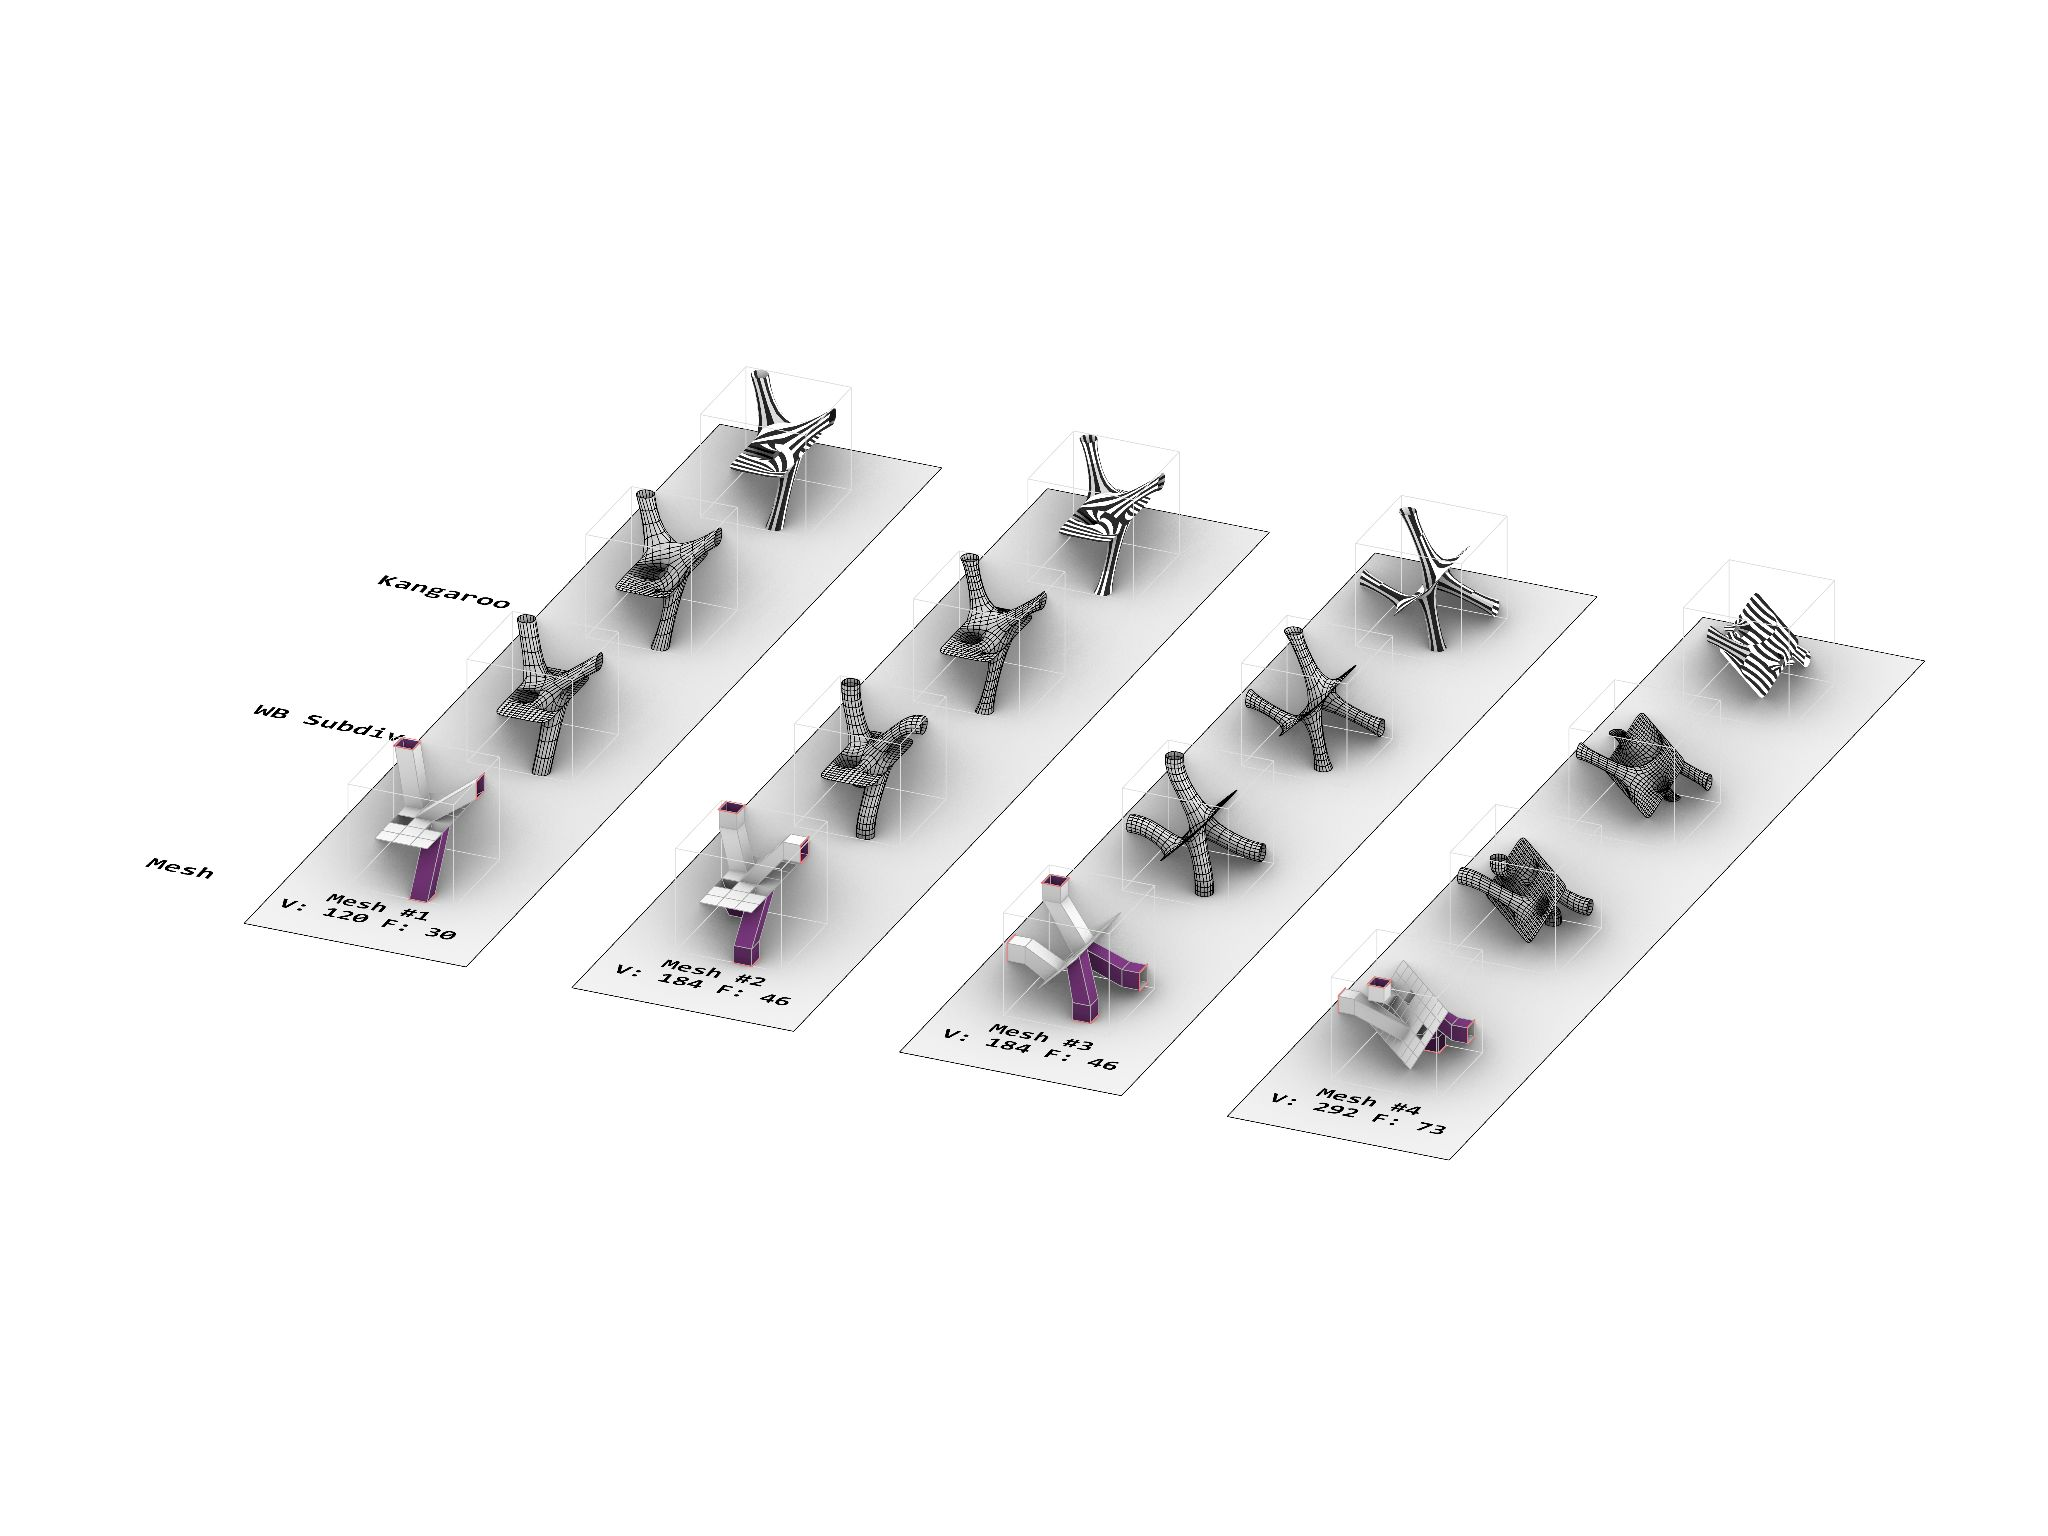 Kangaroo
WB Subdiv
Mesh
Mesh #1
V: 120 F: 30
Mesh #2
V: 184 F: 46
Mesh #3
V: 184 F: 46
Mesh #4
V: 292 F: 73